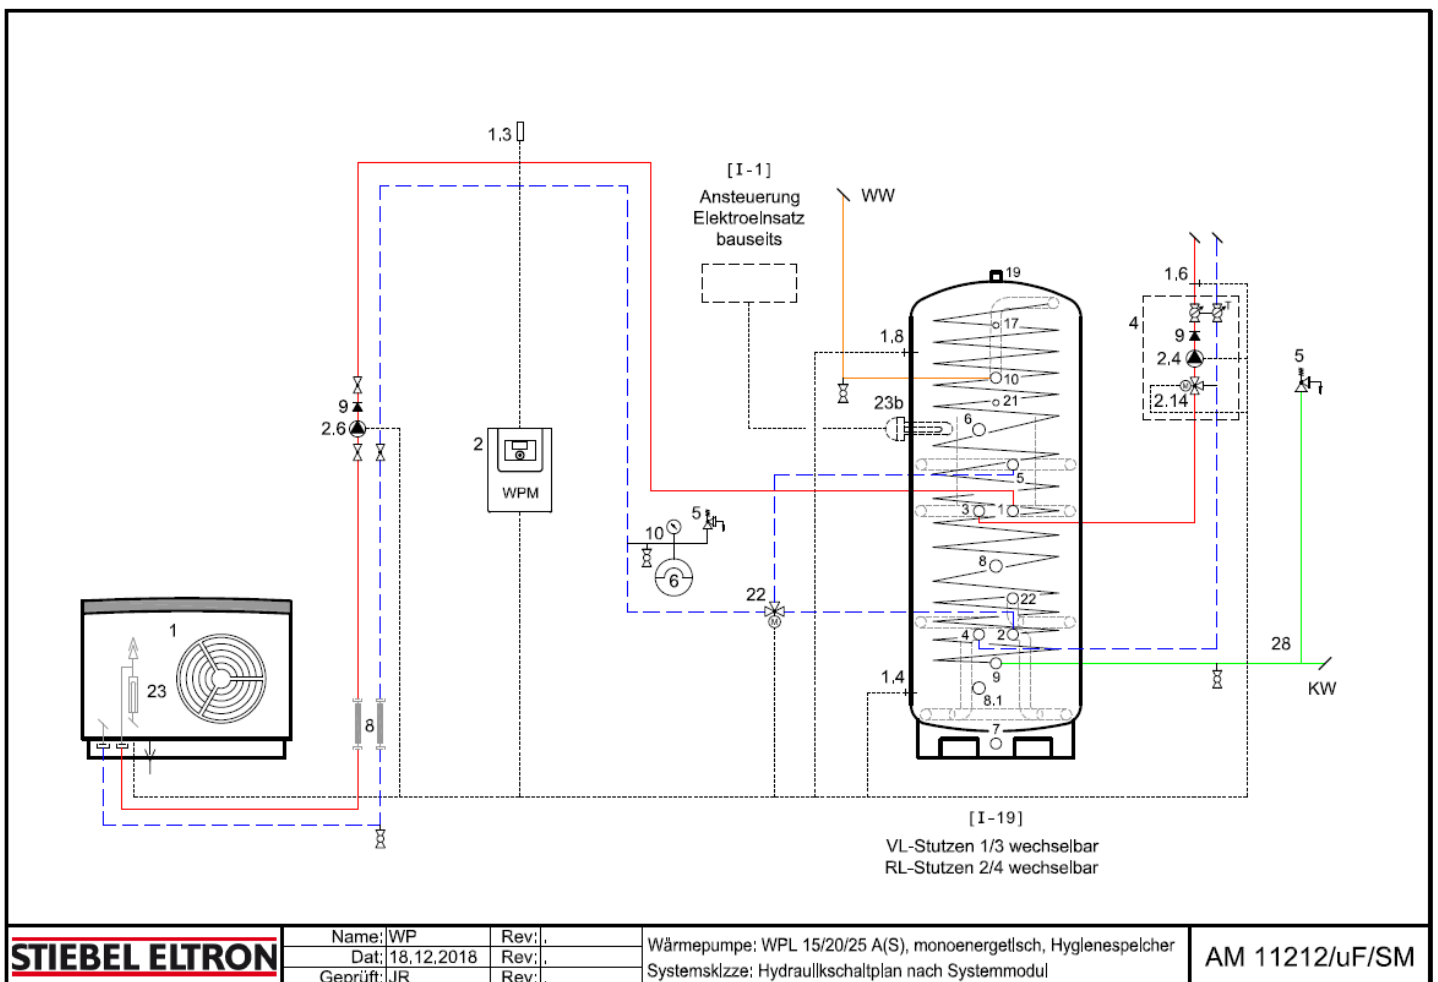 1,3
[I-1]
Ansteuerung
Elektroeinsatz
bauseits
WW
19
1,6
17
T
4
1,8
9
2,4
5
10
M
2.14
9
23b
21
2.6
6
2
WPM
5
3
1
5
10
8
6
22
22
M
1
4
2
28
23
9
1,4
KW
8.1
8
7
[I-19]
VL-Stutzen 1/3 wechselbar
RL-Stutzen 2/4 wechselbar
STIEBEL ELTRON
Name: WP Rev: .
Dat: 18.12.2018 Rev: .
Geprüft: JR Rev: .
Wärmepumpe: WPL 15/20/25 A(S), monoenergetisch, Hygienespeicher
Systemskizze: Hydraulikschaltplan nach Systemmodul
AM 11212/uF/SM